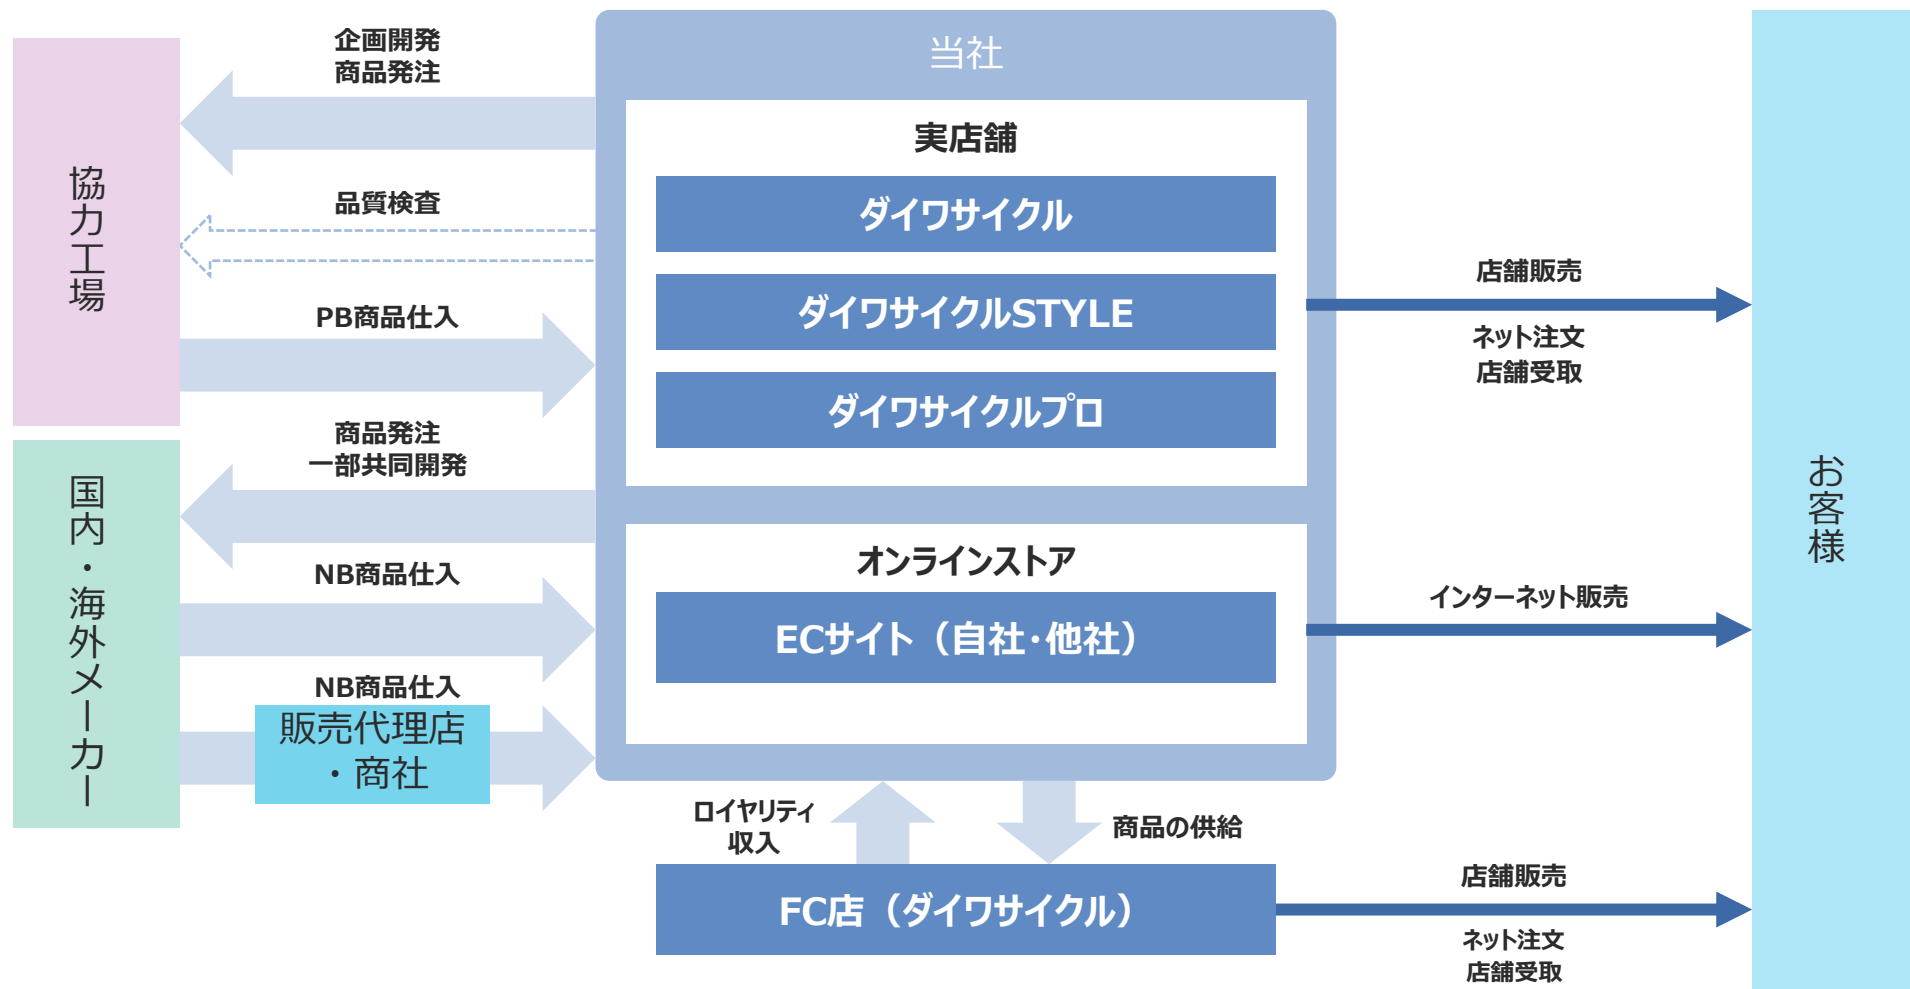 協力工場
国内・海外メーカー
企画開発
商品発注
品質検査
PB商品仕入
商品発注
一部共同開発
NB商品仕入
NB商品仕入
販売代理店
・商社
当社
実店舗
ダイワサイクル
ダイワサイクルSTYLE
ダイワサイクルプロ
オンラインストア
ECサイト（自社・他社）
ロイヤリティ
収入
商品の供給
FC店（ダイワサイクル）
店舗販売
ネット注文
店舗受取
インターネット販売
店舗販売
ネット注文
店舗受取
お客様